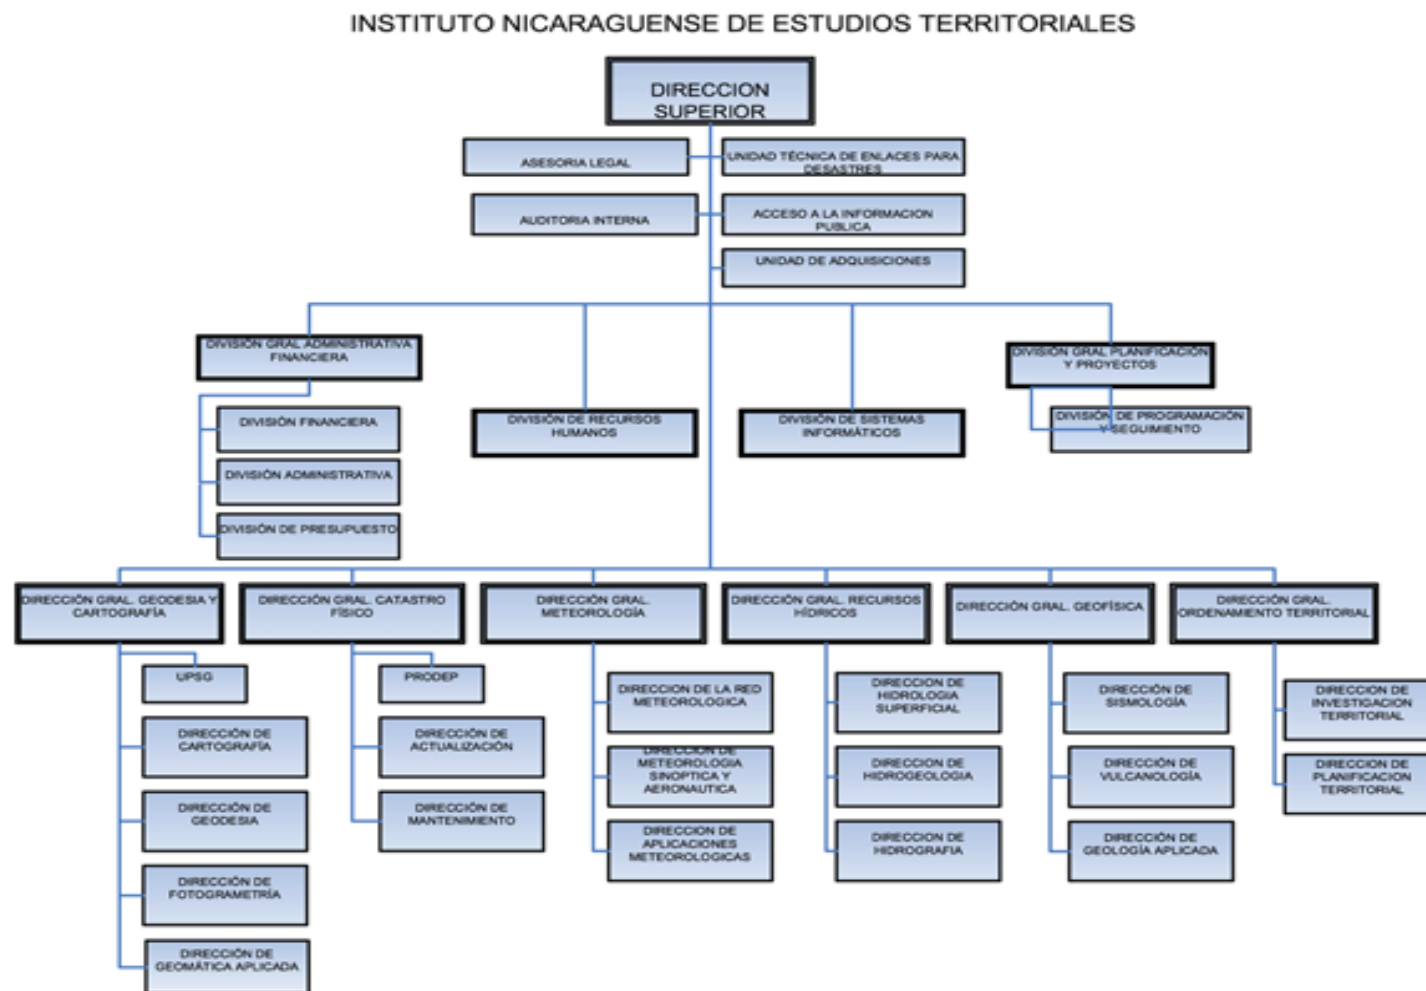 INSTITUTO NICARAGUENSE DE ESTUDIOS TERRITORIALES
DIRECCION
SUPERIOR
ASESORIA LEGAL
UNIDAD TÉCNICA DE ENLACES PARA
DESASTRES
AUDITORIA INTERNA
ACCESO A LA INFORMACION
PUBLICA
UNIDAD DE ADQUISICIONES
DIVISIÓN GRAL ADMINISTRATIVA
FINANCIERA
DIVISIÓN GRAL PLANIFICACIÓN
Y PROYECTOS
DIVISIÓN FINANCIERA
DIVISIÓN ADMINISTRATIVA
DIVISIÓN DE PRESUPUESTO
DIVISIÓN DE RECURSOS
HUMANOS
DIVISIÓN DE SISTEMAS
INFORMÁTICOS
DIVISIÓN DE PROGRAMACIÓN
Y SEGUIMIENTO
DIRECCIÓN GRAL. GEODESIA Y
CARTOGRAFÍA
DIRECCIÓN GRAL. CATASTRO
FÍSICO
DIRECCIÓN GRAL.
METEOROLOGÍA
DIRECCIÓN GRAL. RECURSOS
HÍDRICOS
DIRECCIÓN GRAL. GEOFÍSICA
DIRECCIÓN GRAL.
ORDENAMIENTO TERRITORIAL
UPSG
DIRECCIÓN DE
CARTOGRAFÍA
DIRECCIÓN DE
GEODESIA
DIRECCIÓN DE
FOTOGRAMETRÍA
DIRECCIÓN DE
GEOMÁTICA APLICADA
PRODEP
DIRECCIÓN DE
ACTUALIZACIÓN
DIRECCIÓN DE
MANTENIMIENTO
DIRECCION DE LA RED
METEOROLOGICA
DIRECCION DE
METEOROLOGIA
SINOPTICA Y
AERONAUTICA
DIRECCION DE
APLICACIONES
METEOROLOGICAS
DIRECCION DE
HIDROLOGIA
SUPERFICIAL
DIRECCION DE
HIDROGEOLOGIA
DIRECCION DE
HIDROGRAFIA
DIRECCIÓN DE
SISMOLOGÍA
DIRECCIÓN DE
VULCANOLOGÍA
DIRECCIÓN DE
GEOLOGÍA APLICADA
DIRECCION DE
INVESTIGACION
TERRITORIAL
DIRECCION DE
PLANIFICACION
TERRITORIAL